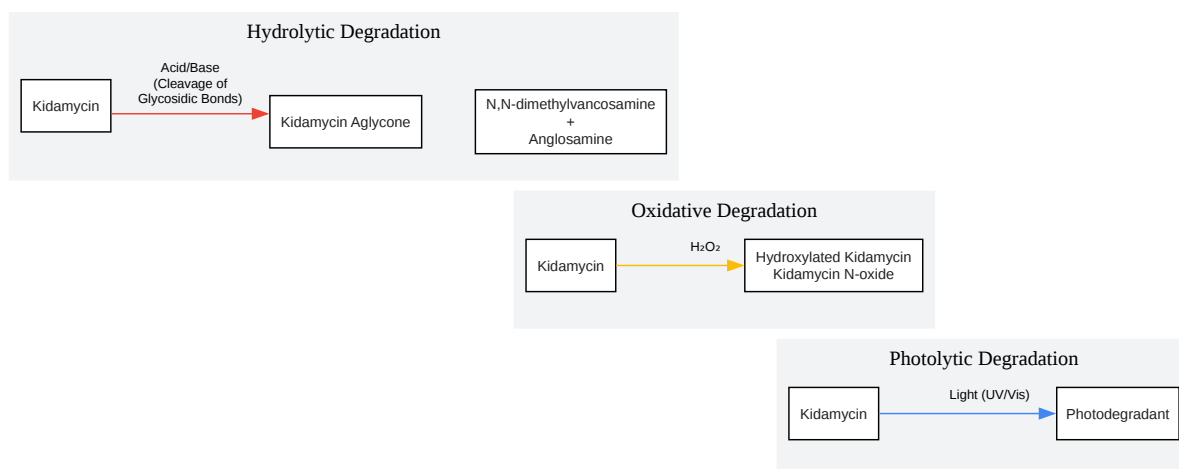 Hydrolytic Degradation
Acid/Base
(Cleavage of
Glycosidic Bonds)
Kidamycin
Kidamycin Aglycone
N,N-dimethylvancosamine
+
Anglosamine
Oxidative Degradation
H₂O₂
Kidamycin
Hydroxylated Kidamycin
Kidamycin N-oxide
Photolytic Degradation
Light (UV/Vis)
Kidamycin
Photodegradant